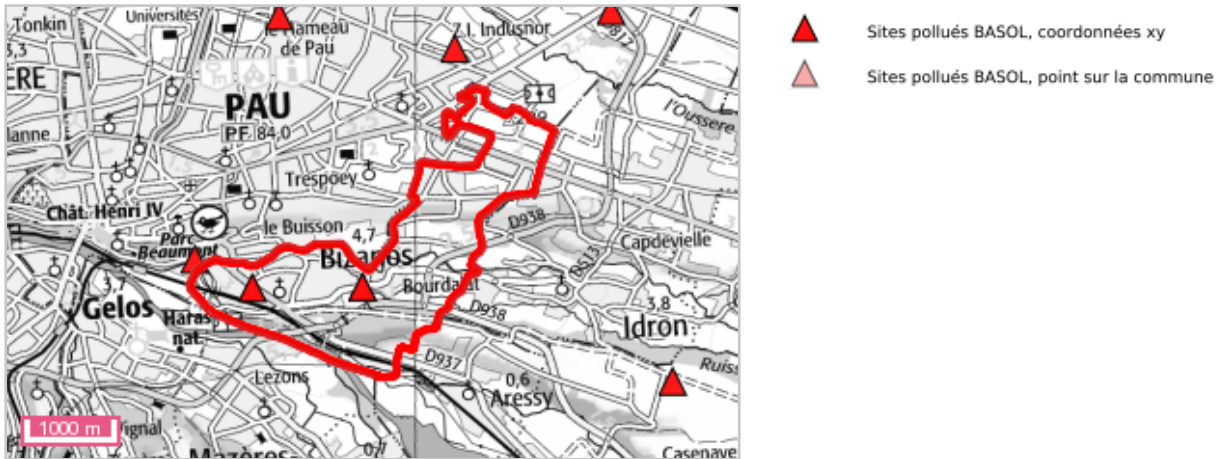 Tonkin
Universités
le Hameau
de Pau
Z.I. Indusnor
3,3
ERE
PAU
PF. 84,0
l'Oussere
lanne
Trespoey
Chât. Henri IV
le Buisson
4,7
D938
Parc
Beaumont
Capdevielle
D513
Bizanos
3,7
Gelos
Haras
nat.
D938
3,8
Idron
D937
Lezons
0,6
Aressy
1000 m
Mazères
0,7
Casenave
Sites pollués BASOL, coordonnées xy
Sites pollués BASOL, point sur la commune